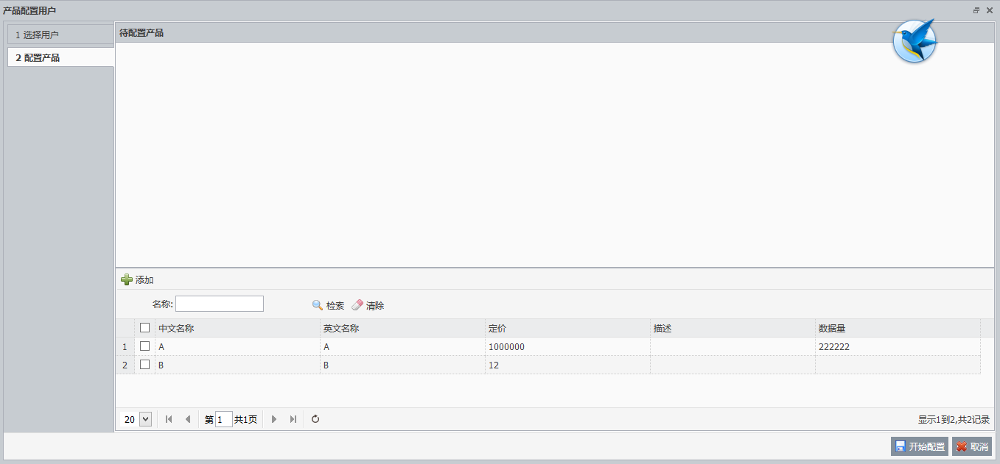 产品配置用户
1 选择用户
2 配置产品
待配置产品
添加
名称: 检索 清除
中文名称 英文名称 定价 描述 数据量
1 A A 1000000 222222
2 B B 12
20 第 1 共1页 显示1到2,共2记录
开始配置 取消